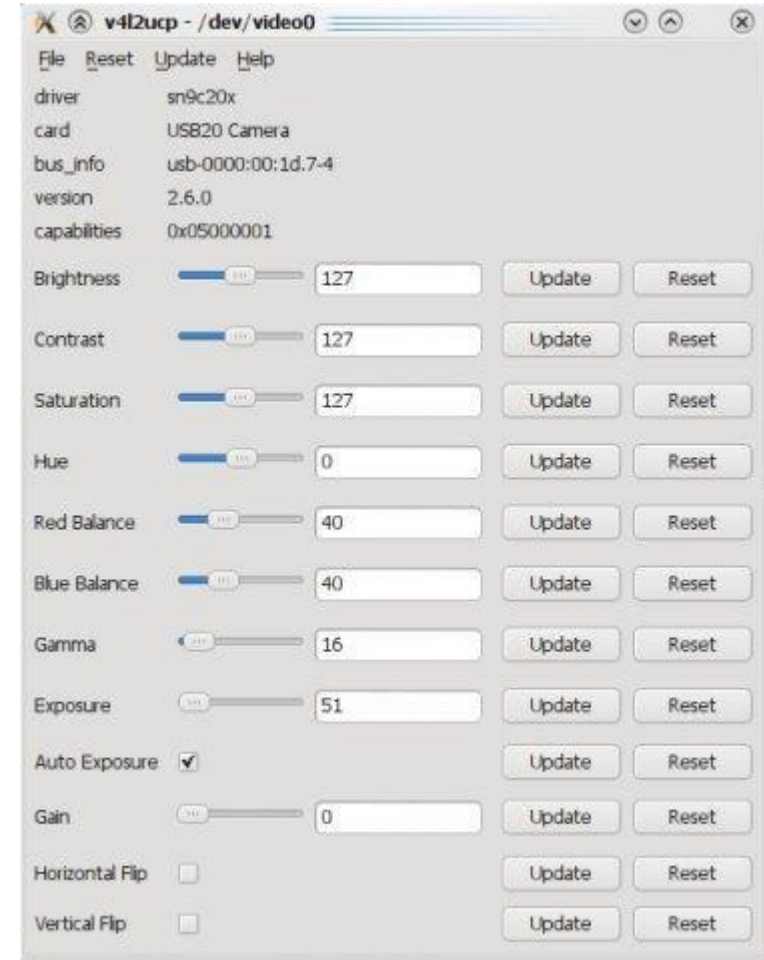 v4l2ucp - /dev/video0
File Reset Update Help
driver sn9c20x
card USB20 Camera
bus_info usb-0000:00:1d.7-4
version 2.6.0
capabilities 0x05000001
Brightness 127 Update Reset
Contrast 127 Update Reset
Saturation 127 Update Reset
Hue 0 Update Reset
Red Balance 40 Update Reset
Blue Balance 40 Update Reset
Gamma 16 Update Reset
Exposure 51 Update Reset
Auto Exposure Update Reset
Gain 0 Update Reset
Horizontal Flip Update Reset
Vertical Flip Update Reset